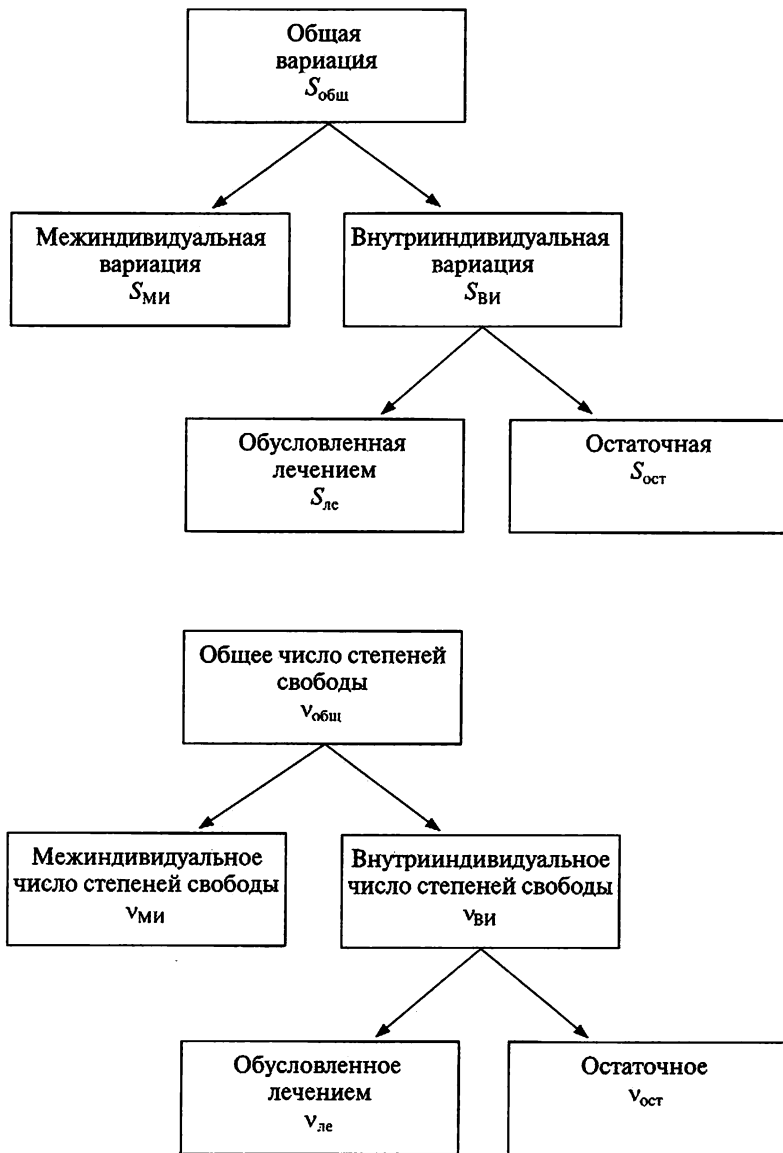 Общая
вариация
Sобщ
Межиндивидуальная
вариация
SМИ
Внутрииндивидуальная
вариация
SВИ
Обусловленная
лечением
Sле
Остаточная
Sост
Общее число степеней
свободы
νобщ
Межиндивидуальное
число степеней свободы
νМИ
Внутрииндивидуальное
число степеней свободы
νВИ
Обусловленное
лечением
νле
Остаточное
νост